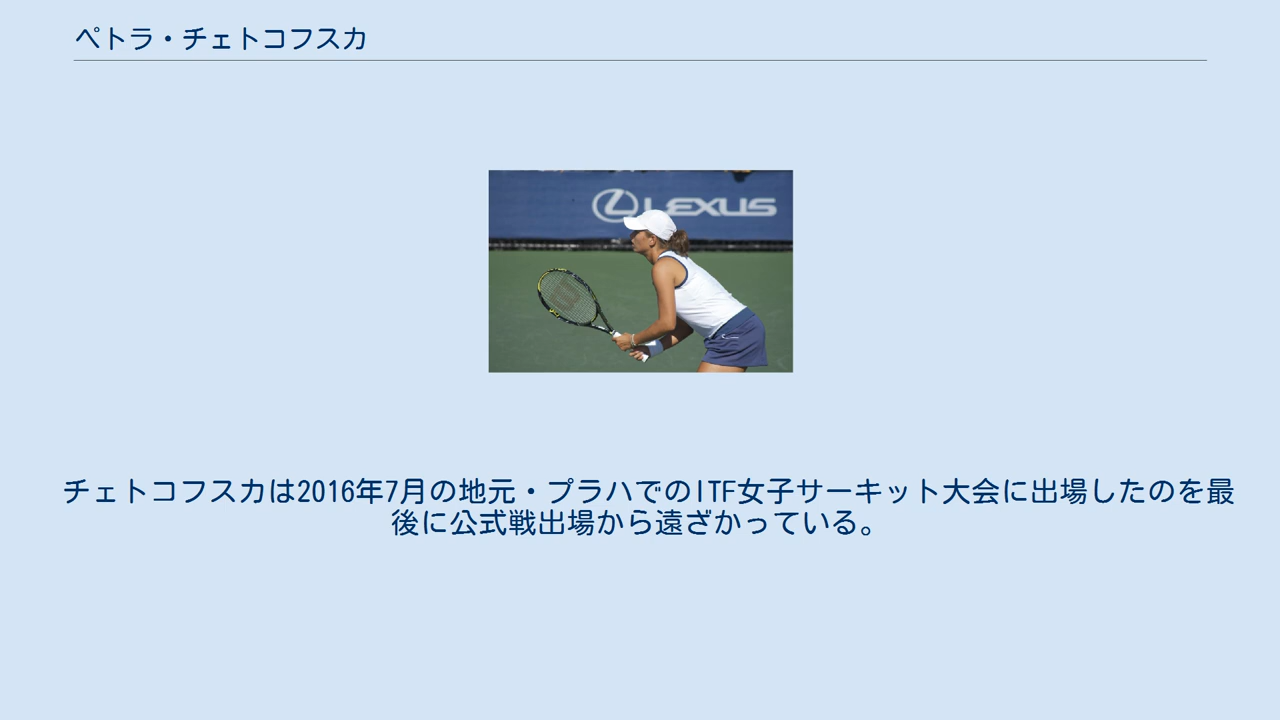 ペトラ・チェトコフスカ
LEXUS
チェトコフスカは2016年7月の地元・プラハでのITF女子サーキット大会に出場したのを最
後に公式戦出場から遠ざかっている。